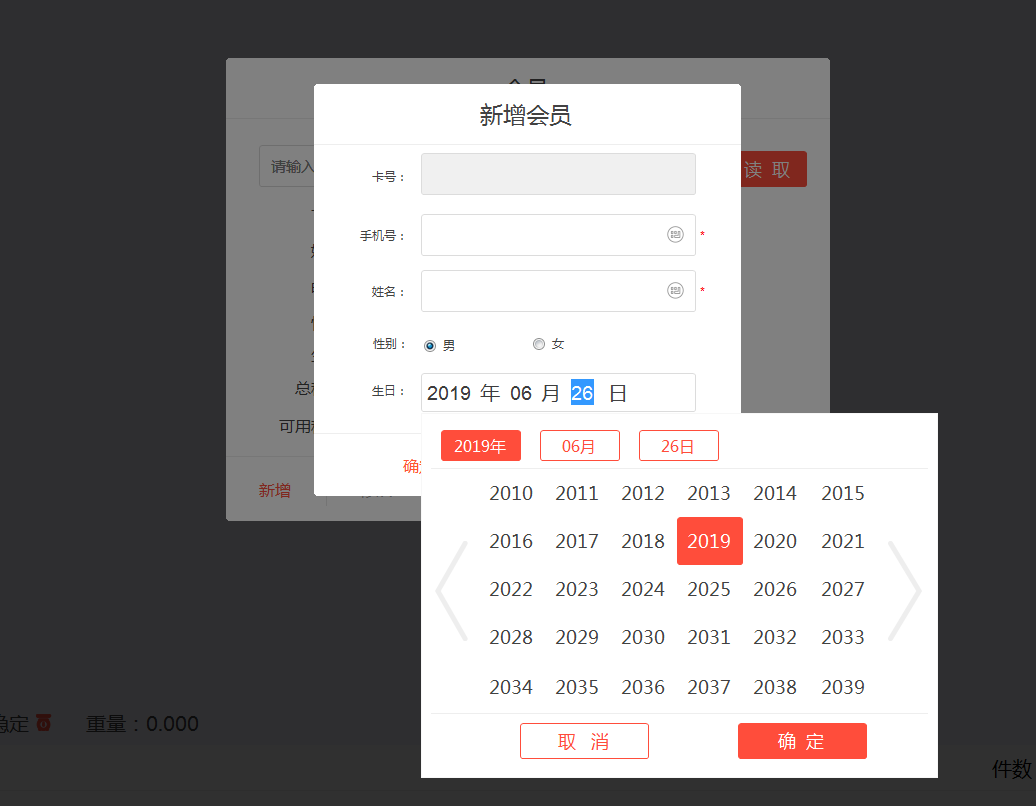 新增会员
请输入
读 取
卡号：
手机号：
*
姓名：
*
性别：
男
女
生日：
2019 年 06 月 26 日
总
可用
新增
2019年
06月
26日
2010 2011 2012 2013 2014 2015
2016 2017 2018 2019 2020 2021
2022 2023 2024 2025 2026 2027
2028 2029 2030 2031 2032 2033
2034 2035 2036 2037 2038 2039
取 消
确 定
稳定
重量：0.000
件数